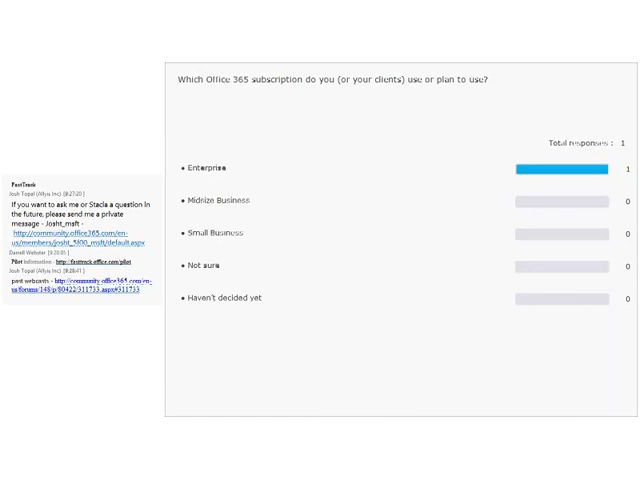 Which Office 365 subscription do you (or your clients) use or plan to use?
Total responses : 1
• Enterprise 1
• Midsize Business 0
• Small Business 0
• Not sure 0
• Haven't decided yet 0
FastTrack
Josh Topal (Allyis Inc) [9:27:20 ]
If you want to ask me or Stacia a question in
the future, please send me a private
message - Josht_msft -
http://community.office365.com/en-
us/members/josht_5f00_msft/default.aspx
Darrell Webster [9:28:05 ]
Pilot Information - http://fasttrack.office.com/pilot
Josh Topal (Allyis Inc) [9:28:41 ]
past webcasts - http://community.office365.com/en-
us/forums/148/p/80422/311733.aspx#311733